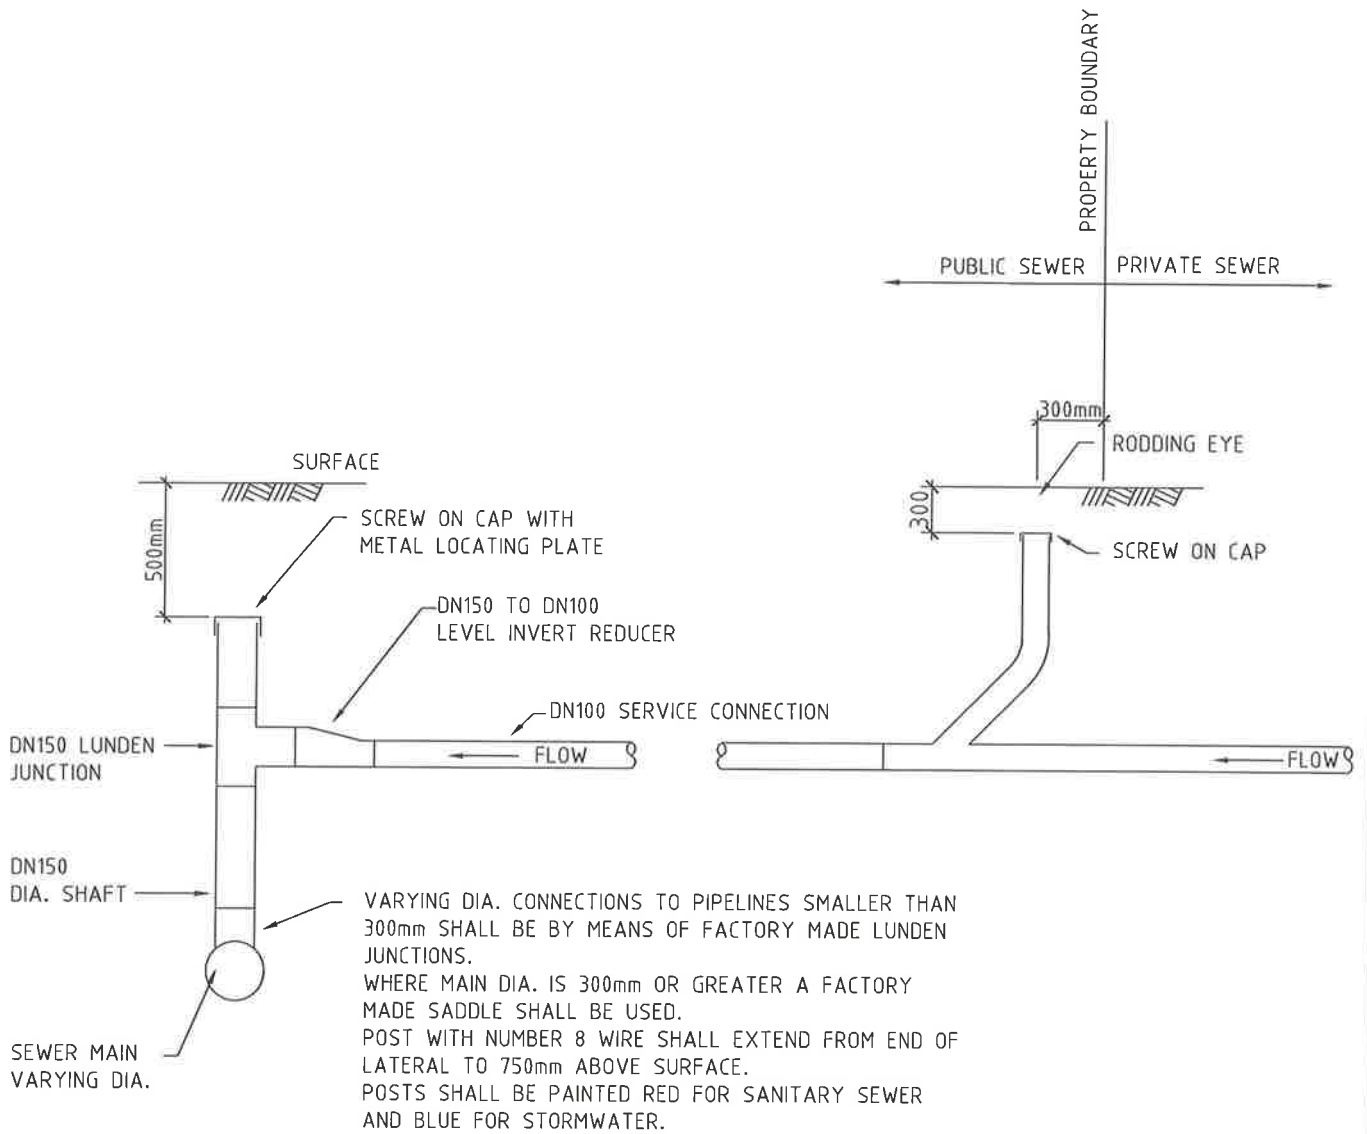 PROPERTY BOUNDARY
PUBLIC SEWER
PRIVATE SEWER
300mm
RODDING EYE
SURFACE
300
500mm
SCREW ON CAP WITH
METAL LOCATING PLATE
SCREW ON CAP
DN150 TO DN100
LEVEL INVERT REDUCER
DN100 SERVICE CONNECTION
DN150 LUNDEN
JUNCTION
FLOW
FLOW
DN150
DIA. SHAFT
VARYING DIA. CONNECTIONS TO PIPELINES SMALLER THAN
300mm SHALL BE BY MEANS OF FACTORY MADE LUNDEN
JUNCTIONS.
WHERE MAIN DIA. IS 300mm OR GREATER A FACTORY
MADE SADDLE SHALL BE USED.
POST WITH NUMBER 8 WIRE SHALL EXTEND FROM END OF
LATERAL TO 750mm ABOVE SURFACE.
POSTS SHALL BE PAINTED RED FOR SANITARY SEWER
AND BLUE FOR STORMWATER.
SEWER MAIN
VARYING DIA.